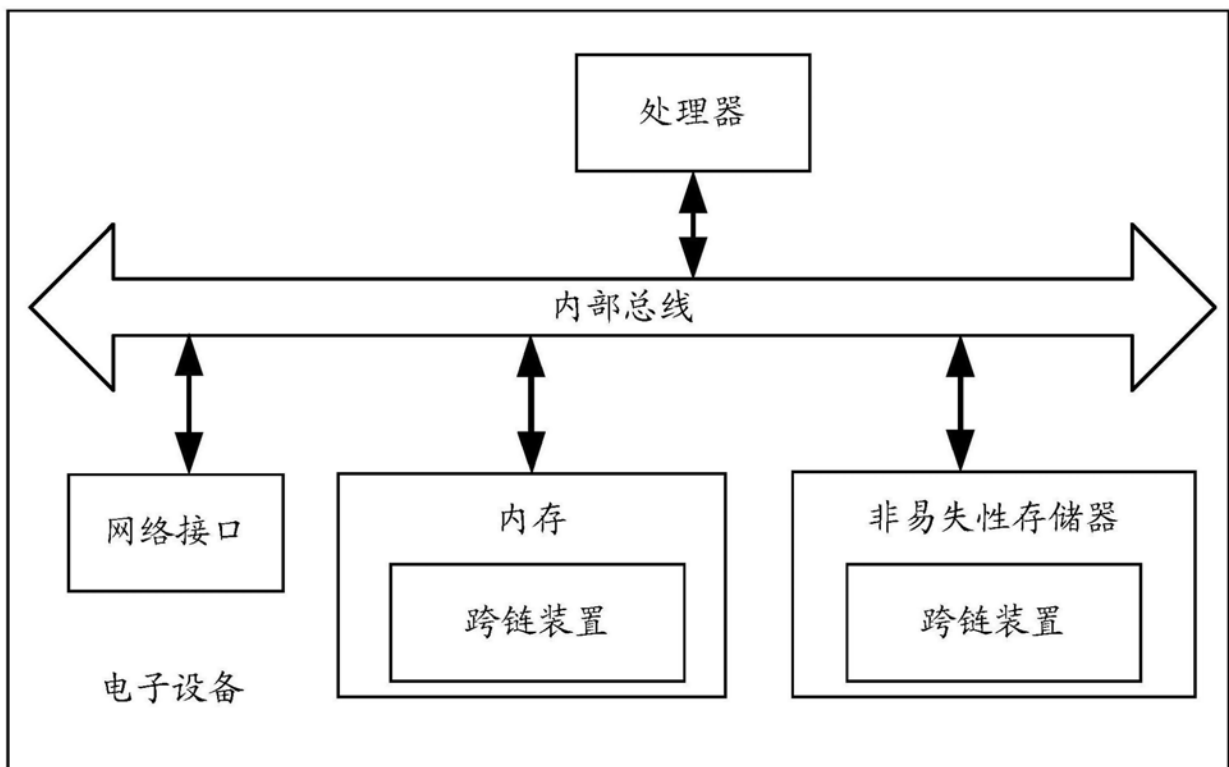 处理器
内部总线
网络接口
内存
跨链装置
非易失性存储器
跨链装置
电子设备